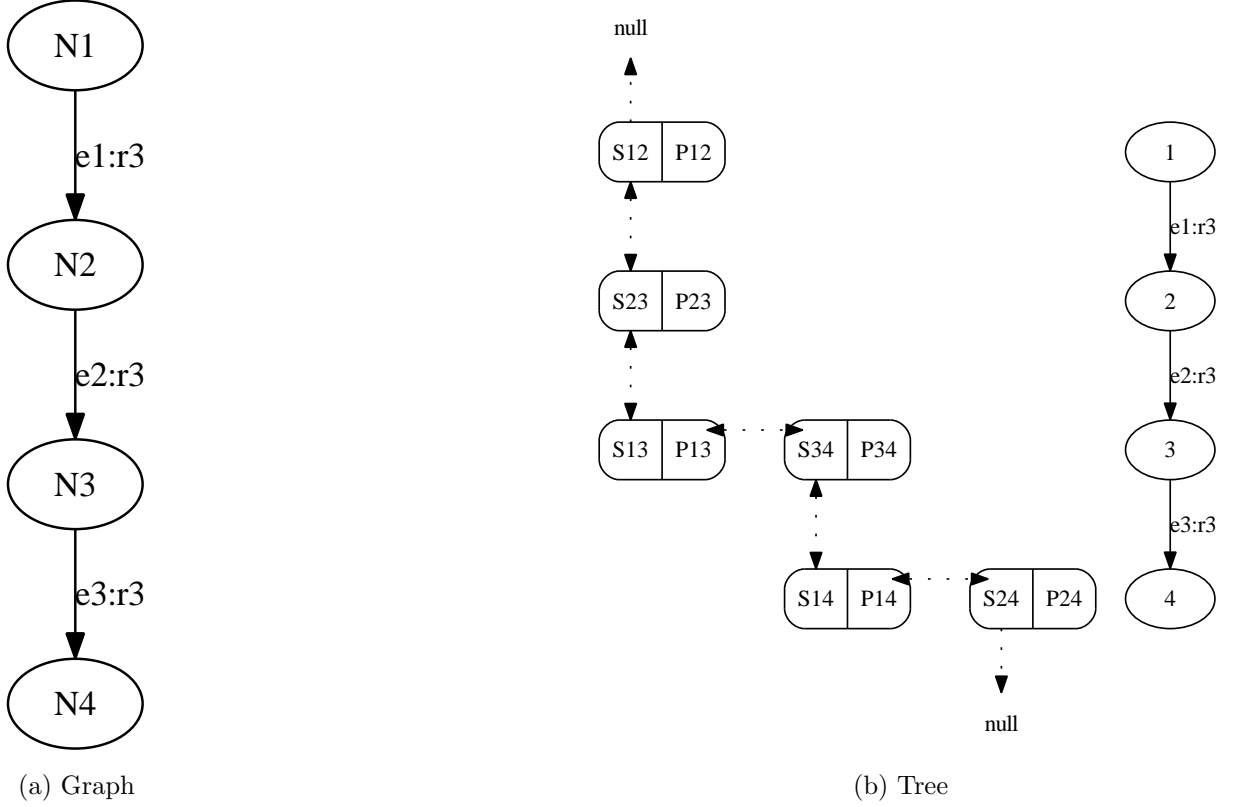 N1
e1:r3
N2
e2:r3
N3
e3:r3
N4
(a) Graph
null
S12 P12
1
e1:r3
S23 P23
2
e2:r3
S13 P13 S34 P34
3
e3:r3
S14 P14 S24 P24
4
null
(b) Tree